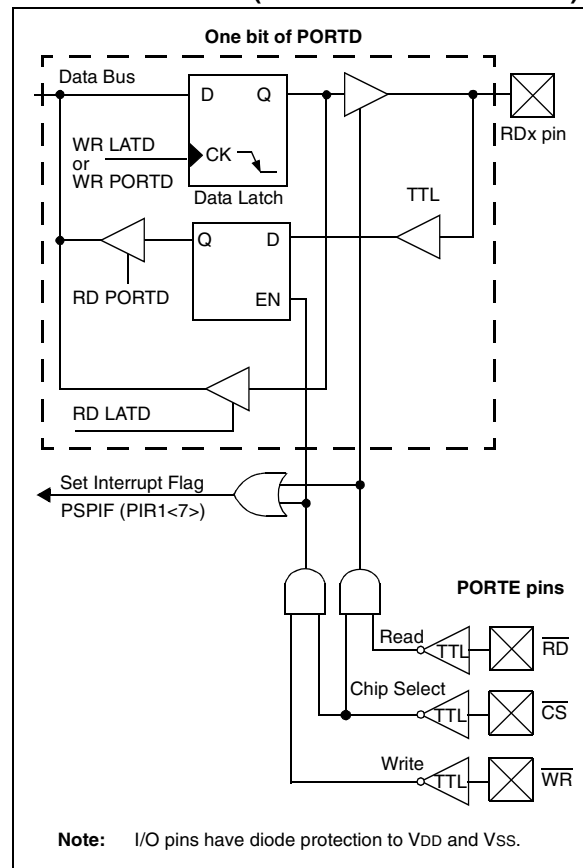 One bit of PORTD
Data Bus
D Q
RDx pin
WR LATD
or
WR PORTD
CK
Data Latch
TTL
Q D
EN
RD PORTD
RD LATD
Set Interrupt Flag
PSPIF (PIR1<7>)
PORTE pins
Read
TTL
RD
Chip Select
TTL
CS
Write
TTL
WR
Note: I/O pins have diode protection to VDD and VSS.